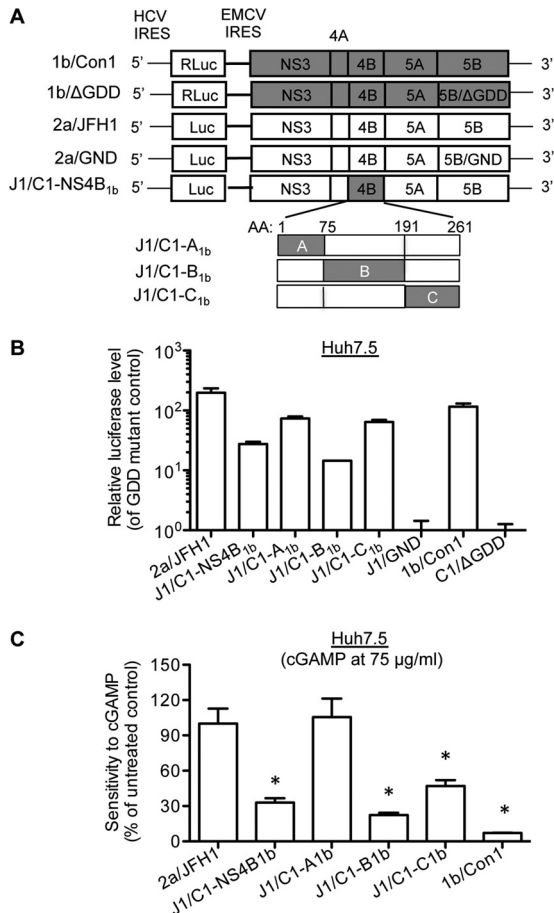 A
HCV IRES
EMCV IRES
4A
1b/Con1 5’ RLuc NS3 4B 5A 5B 3’
1b/ΔGDD 5’ RLuc NS3 4B 5A 5B/ΔGDD 3’
2a/JFH1 5’ Luc NS3 4B 5A 5B 3’
2a/GND 5’ Luc NS3 4B 5A 5B/GND 3’
J1/C1-NS4B1b 5’ Luc NS3 4B 5A 5B 3’
AA: 1 75 191 261
J1/C1-A1b A
J1/C1-B1b B
J1/C1-C1b C
B
Huh7.5
Relative luciferase level
(of GDD mutant control)
10³
10²
10¹
10⁰
2a/JFH1
J1/C1-NS4B1b
J1/C1-A1b
J1/C1-B1b
J1/C1-C1b
J1/GND
1b/Con1
C1/ΔGDD
C
Huh7.5
(cGAMP at 75 µg/ml)
Sensitivity to cGAMP
(% of untreated control)
150
120
90
60
30
0
* * * *
2a/JFH1
J1/C1-NS4B1b
J1/C1-A1b
J1/C1-B1b
J1/C1-C1b
1b/Con1